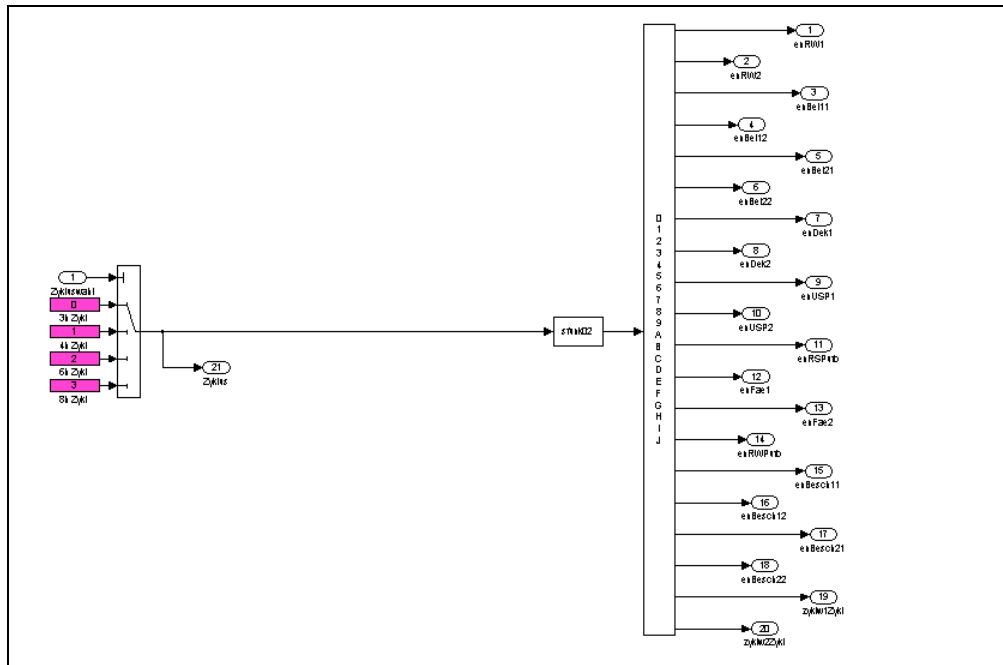 1
Zykluswahl
0
3h Zykl
1
4h Zykl
2
6h Zykl
3
8h Zykl
21
Zyklus
sfunk02
0
1
2
3
4
5
6
7
8
9
A
B
C
D
E
F
G
H
I
J
1
enRW1
2
enRW2
3
enBel11
4
enBel12
5
enBel21
6
enBel22
7
enDek1
8
enDek2
9
enUSP1
10
enUSP2
11
12
enFae1
13
enFae2
14
15
enBesch11
16
enBesch12
17
enBesch21
18
enBesch22
19
zyklw1Zykl
20
zyklw2Zykl